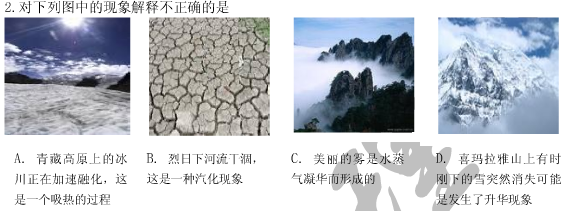 2.对下列图中的现象解释不正确的是
A. 青藏高原上的冰
川正在加速融化，这
是一个吸热的过程
B. 烈日下河流丅涸，
这是一种汽化现象
C. 美丽的雾是水蒸
气凝华而形成的
D. 喜玛拉雅山上有时
刚下的雪突然消失可能
是发生了升华现象